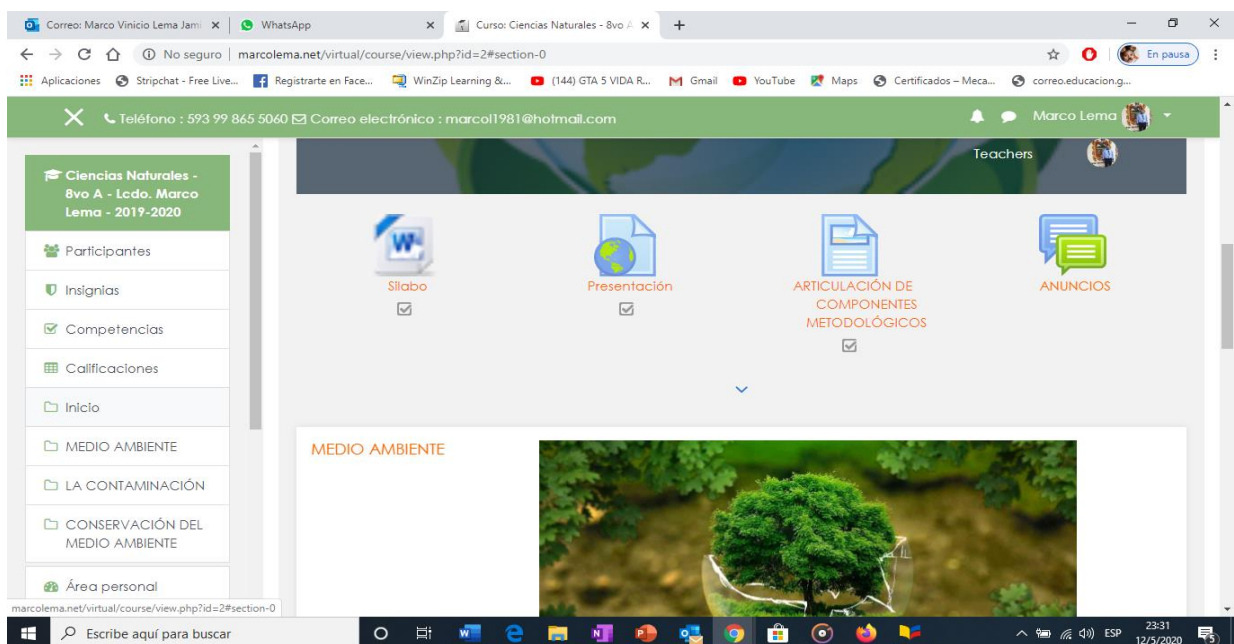 Correo: Marco Vinicio Lema Jami
WhatsApp
Curso: Ciencias Naturales - 8vo A
No seguro | marcolema.net/virtual/course/view.php?id=2#section-0
En pausa
Aplicaciones
Stripchat - Free Live...
Registrarte en Face...
WinZip Learning &...
(144) GTA 5 VIDA R...
Gmail
YouTube
Maps
Certificados – Meca...
correo.educacion.g...
Teléfono : 593 99 865 5060 Correo electrónico : marcol1981@hotmail.com
Marco Lema
Teachers
Ciencias Naturales -
8vo A - Lcdo. Marco
Lema - 2019-2020
Participantes
Insignias
Competencias
Calificaciones
Inicio
MEDIO AMBIENTE
LA CONTAMINACIÓN
CONSERVACIÓN DEL
MEDIO AMBIENTE
Área personal
Sílabo
Presentación
ARTICULACIÓN DE
COMPONENTES
METODOLÓGICOS
ANUNCIOS
MEDIO AMBIENTE
marcolema.net/virtual/course/view.php?id=2#section-0
Escribe aquí para buscar
ESP
23:31
12/5/2020